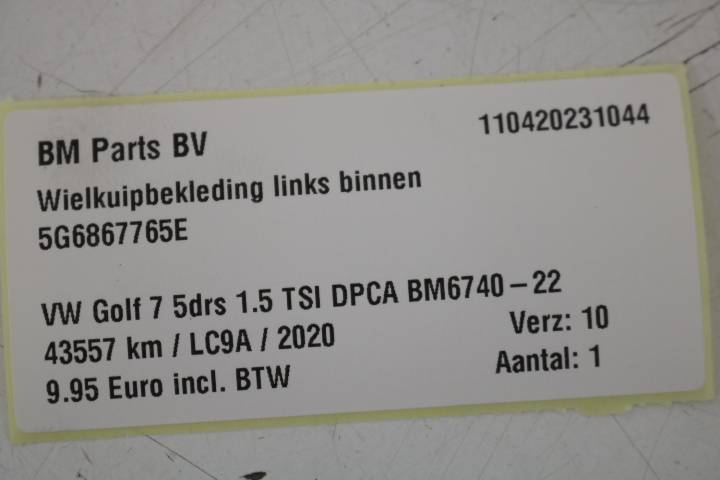 BM Parts BV 110420231044
Wielkuipbekleding links binnen
5G6867765E
VW Golf 7 5drs 1.5 TSI DPCA BM6740-22
43557 km / LC9A / 2020 Verz: 10
9.95 Euro incl. BTW Aantal: 1